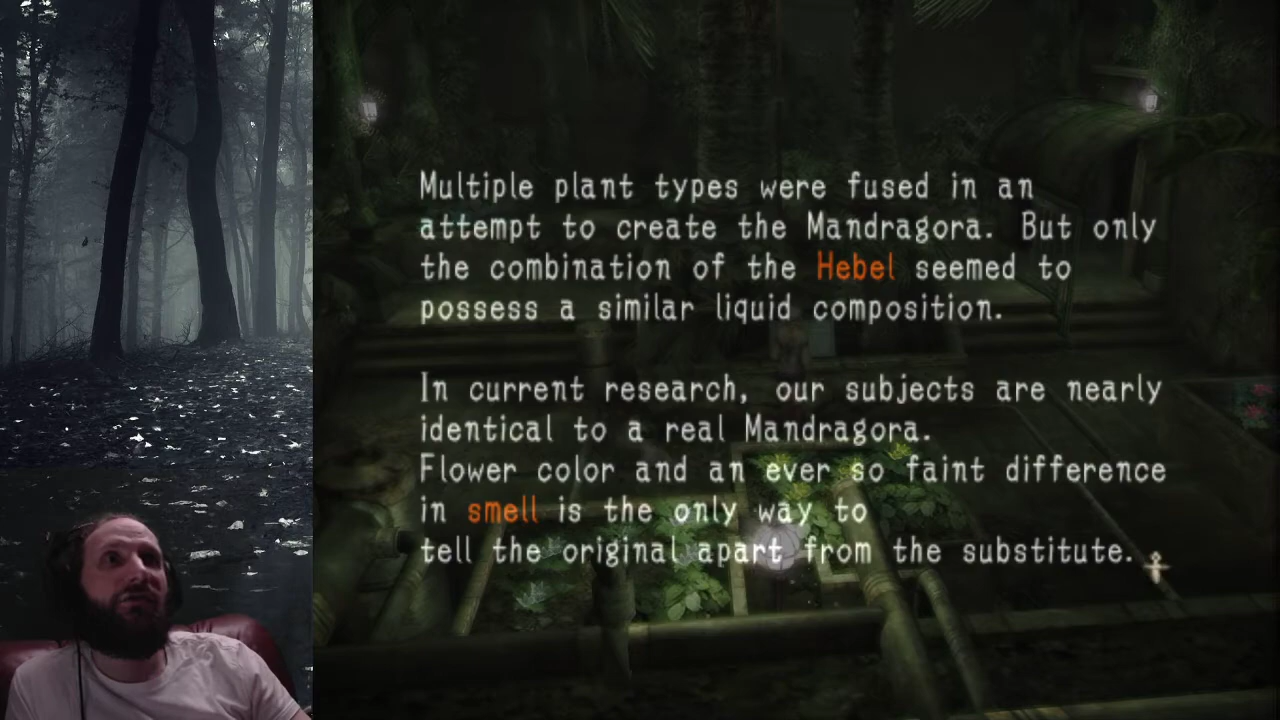 Multiple plant types were fused in an
attempt to create the Mandragora. But only
the combination of the Hebel seemed to
possess a similar liquid composition.
In current research, our subjects are nearly
identical to a real Mandragora.
Flower color and an ever so faint difference
in smell is the only way to
tell the original apart from the substitute.